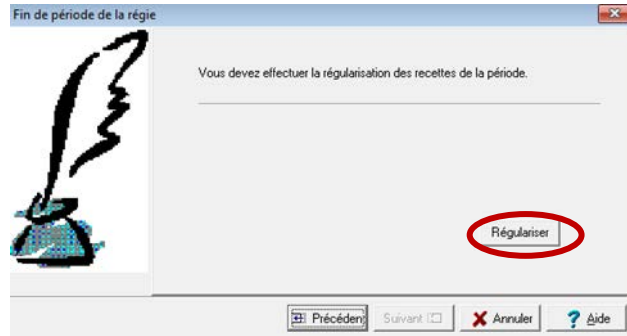 Fin de période de la régie
Vous devez effectuer la régularisation des recettes de la période.
Régulariser
Précédent Suivant Annuler Aide